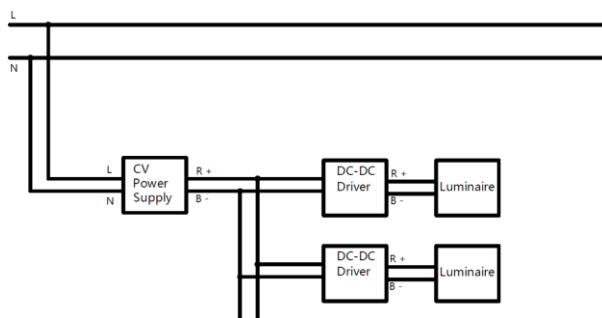 L
N
L
N
CV
Power
Supply
R +
B -
DC-DC
Driver
R +
B -
Luminaire
DC-DC
Driver
R +
B -
Luminaire